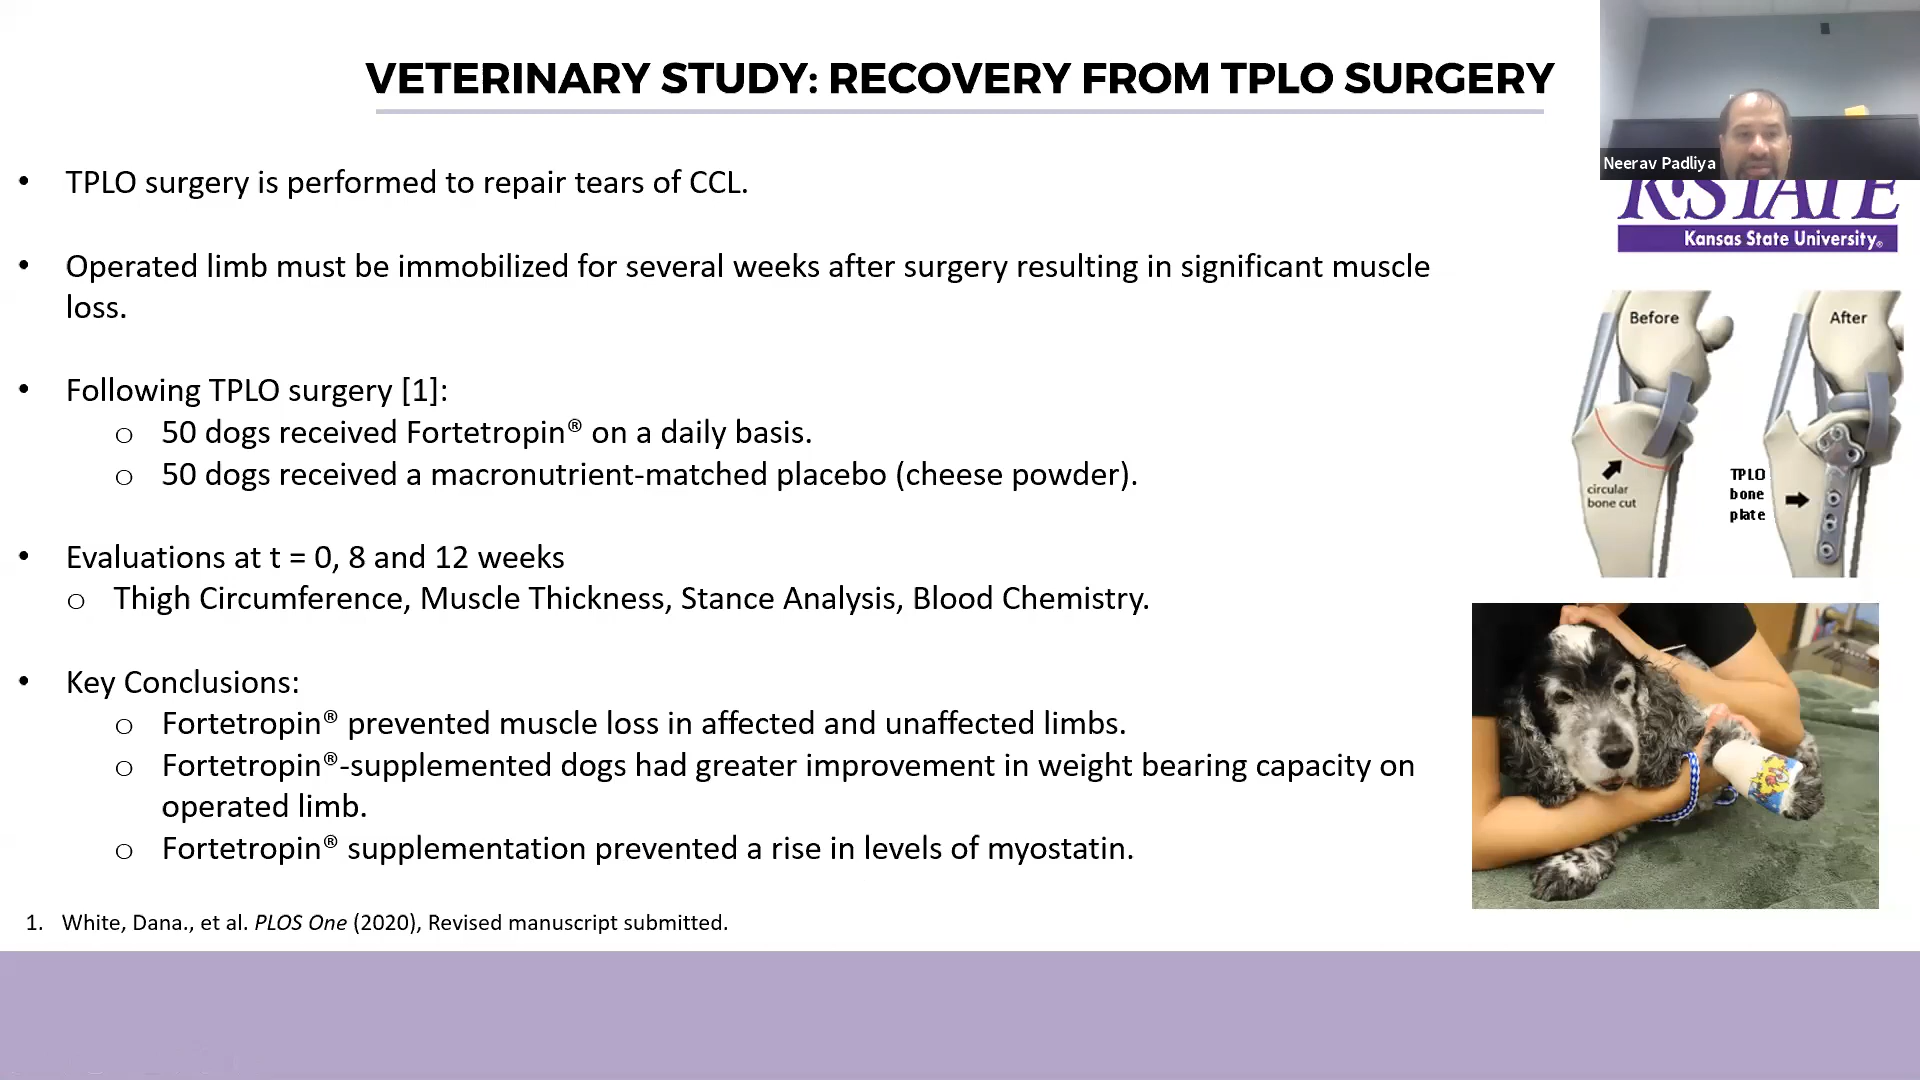 VETERINARY STUDY: RECOVERY FROM TPLO SURGERY
Neerav Padliya
K-STATE
Kansas State University®
• TPLO surgery is performed to repair tears of CCL.
• Operated limb must be immobilized for several weeks after surgery resulting in significant muscle
loss.
• Following TPLO surgery [1]:
o 50 dogs received Fortetropin® on a daily basis.
o 50 dogs received a macronutrient-matched placebo (cheese powder).
• Evaluations at t = 0, 8 and 12 weeks
o Thigh Circumference, Muscle Thickness, Stance Analysis, Blood Chemistry.
• Key Conclusions:
o Fortetropin® prevented muscle loss in affected and unaffected limbs.
o Fortetropin®-supplemented dogs had greater improvement in weight bearing capacity on
operated limb.
o Fortetropin® supplementation prevented a rise in levels of myostatin.
1. White, Dana., et al. PLOS One (2020), Revised manuscript submitted.
Before
After
circular
bone cut
TPLO
bone
plate